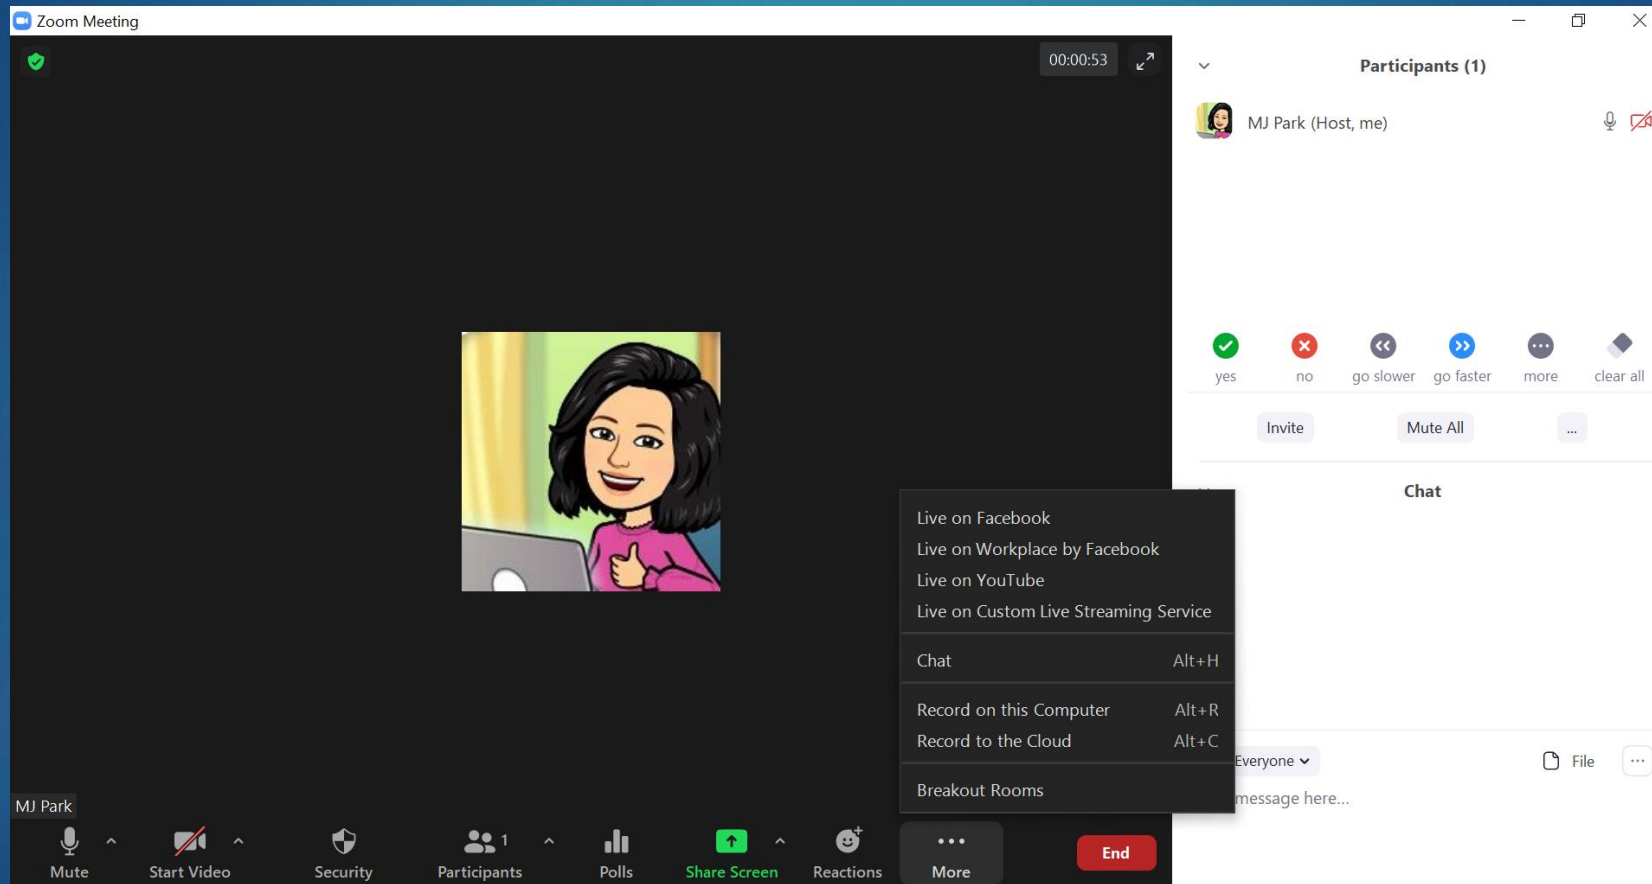 Zoom Meeting
00:00:53
MJ Park
Mute
Start Video
Security
1
Participants
Polls
Share Screen
Reactions
More
End
Live on Facebook
Live on Workplace by Facebook
Live on YouTube
Live on Custom Live Streaming Service
Chat Alt+H
Record on this Computer Alt+R
Record to the Cloud Alt+C
Breakout Rooms
Participants (1)
MJ Park (Host, me)
yes no go slower go faster more clear all
Invite Mute All ...
Chat
Everyone File ...
message here...